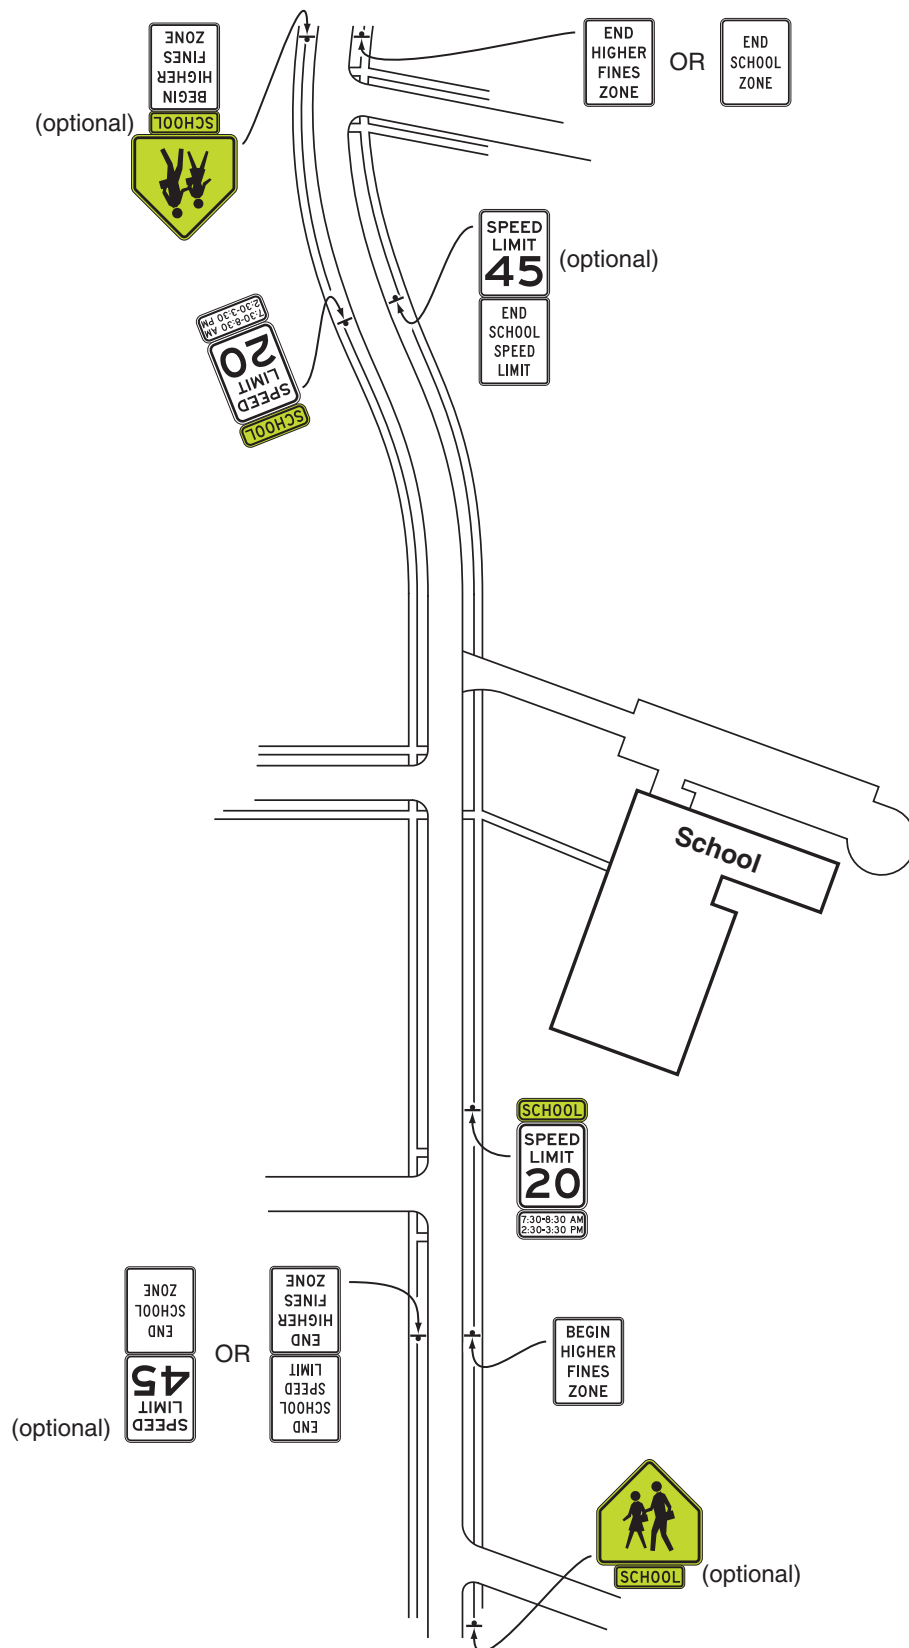 SCHOOL
BEGIN
HIGHER
FINES
ZONE
(optional)
END
HIGHER
FINES
ZONE
OR
END
SCHOOL
ZONE
SPEED
LIMIT
45
(optional)
END
SCHOOL
SPEED
LIMIT
SCHOOL
SPEED
LIMIT
20
7:30-8:30 AM
2:30-3:30 PM
School
SCHOOL
SPEED
LIMIT
20
7:30-8:30 AM
2:30-3:30 PM
SPEED
LIMIT
45
END
SCHOOL
ZONE
(optional)
OR
END
SCHOOL
SPEED
LIMIT
END
HIGHER
FINES
ZONE
BEGIN
HIGHER
FINES
ZONE
SCHOOL
(optional)